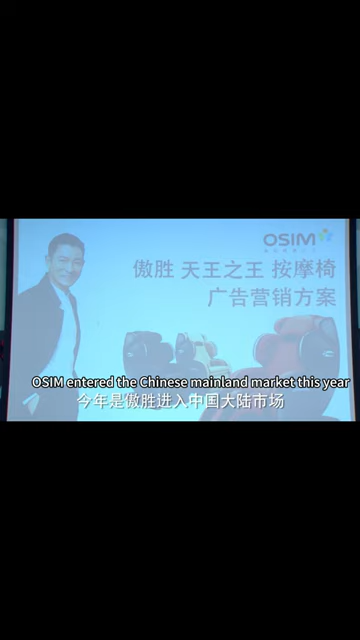 OSIM
傲胜 天王之王 按摩椅
广告营销方案
OSIM entered the Chinese mainland market this year
今年是傲胜进入中国大陆市场